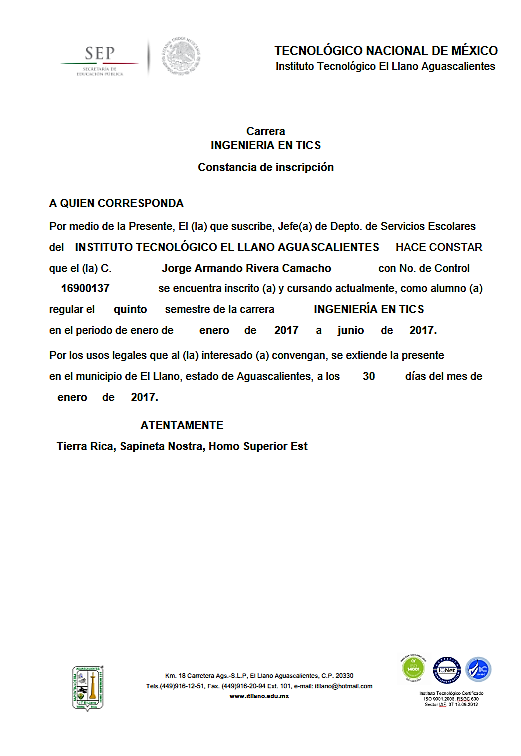 SEP
SECRETARÍA DE
EDUCACIÓN PÚBLICA
TECNOLÓGICO NACIONAL DE MÉXICO
Instituto Tecnológico El Llano Aguascalientes
Carrera
INGENIERIA EN TICS
Constancia de inscripción
A QUIEN CORRESPONDA
Por medio de la Presente, El (la) que suscribe, Jefe(a) de Depto. de Servicios Escolares
del INSTITUTO TECNOLÓGICO EL LLANO AGUASCALIENTES HACE CONSTAR
que el (la) C. Jorge Armando Rivera Camacho con No. de Control
16900137 se encuentra inscrito (a) y cursando actualmente, como alumno (a)
regular el quinto semestre de la carrera INGENIERÍA EN TICS
en el periodo de enero de enero de 2017 a junio de 2017.
Por los usos legales que al (la) interesado (a) convengan, se extiende la presente
en el municipio de El Llano, estado de Aguascalientes, a los 30 días del mes de
enero de 2017.
ATENTAMENTE
Tierra Rica, Sapineta Nostra, Homo Superior Est
Km. 18 Carretera Ags.-S.L.P, El Llano Aguascalientes, C.P. 20330
Tels (449)916-12-51, Fax. (449)916-20-94 Ext. 101, e-mail: itllano@hotmail.com
www.itllano.edu.mx
Instituto Tecnológico Certificado